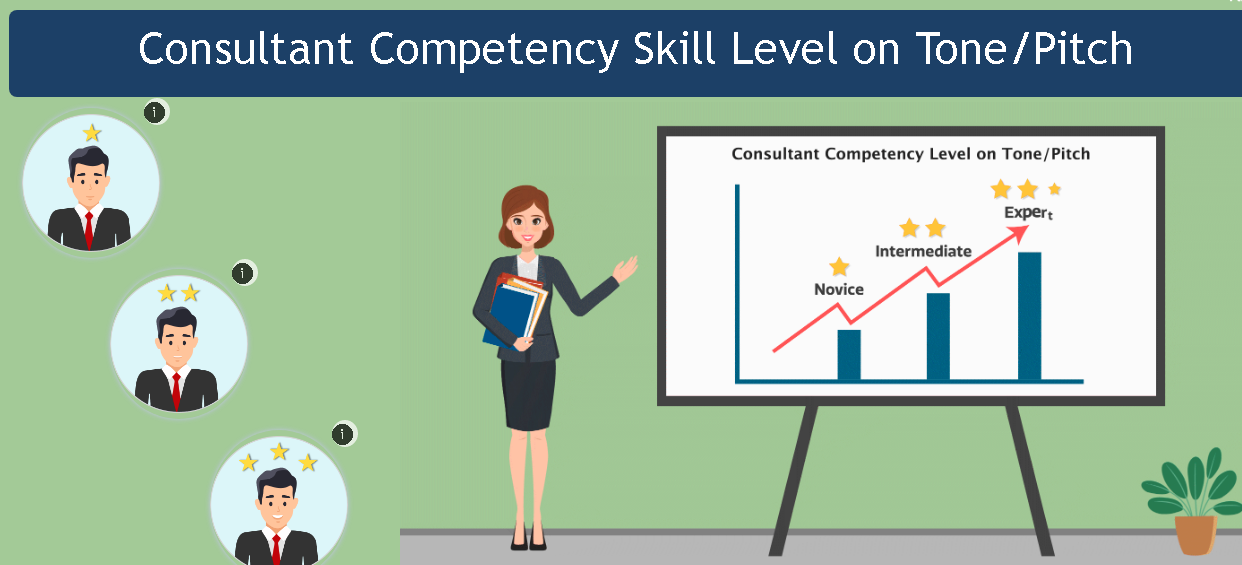 Consultant Competency Skill Level on Tone/Pitch
i
i
i
Consultant Competency Level on Tone/Pitch
Expert
Intermediate
Novice